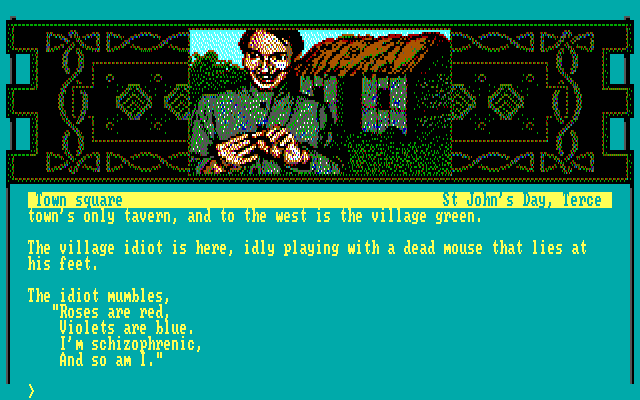 Town square St John's Day, Terce
town's only tavern, and to the west is the village green.
The village idiot is here, idly playing with a dead mouse that lies at
his feet.
The idiot mumbles,
"Roses are red,
Violets are blue.
I'm schizophrenic,
And so am I."
>